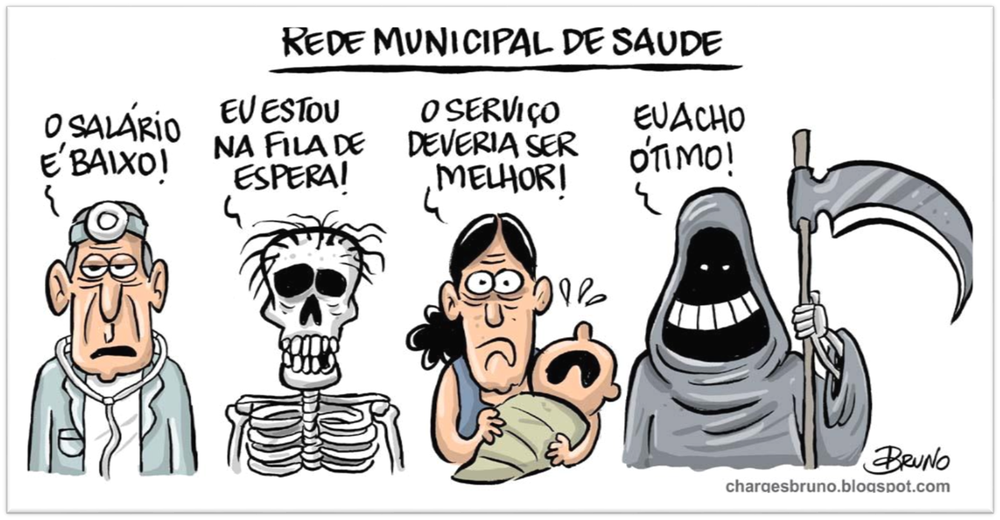 REDE MUNICIPAL DE SAUDE
O SALÁRIO
É BAIXO!
EU ESTOU
NA FILA DE
ESPERA!
O SERVIÇO
DEVERIA SER
MELHOR!
EU ACHO
ÓTIMO!
BRUNO
chargesbruno.blogspot.com